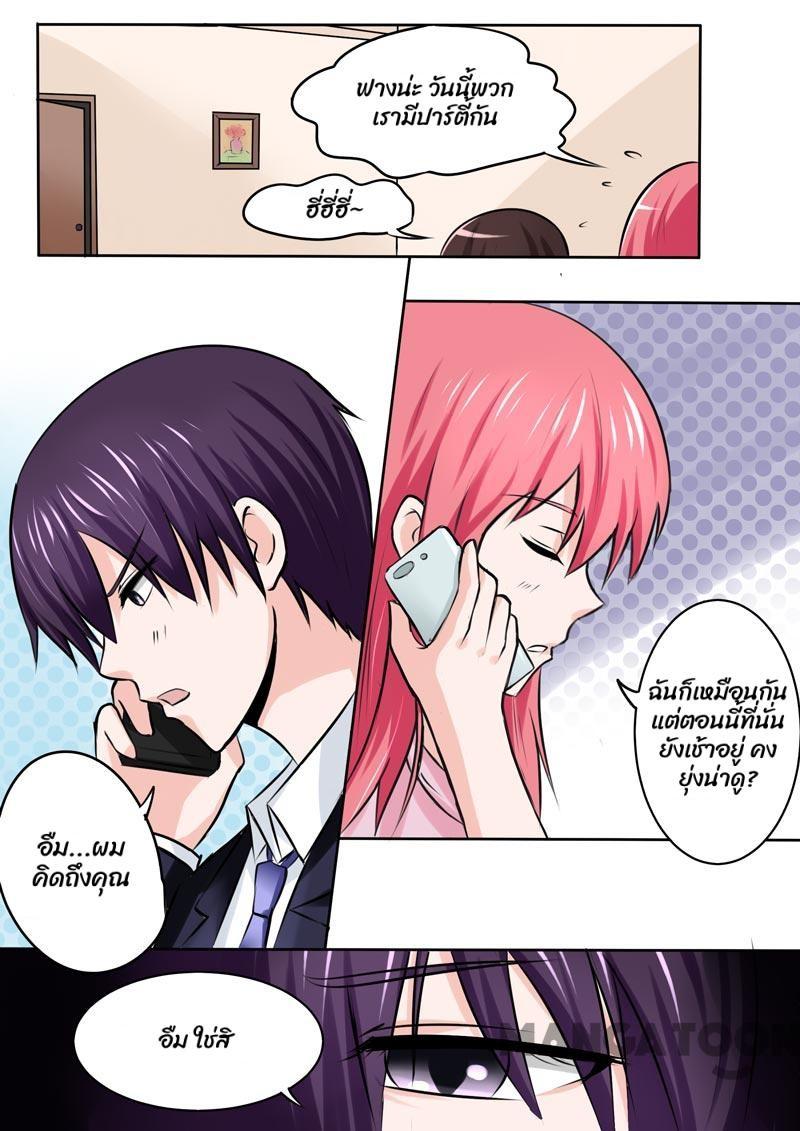 ฟางน่ะ วันนี้พวก
เรามีปาร์ตี้กัน
ฮี่ฮี่ฮี่~
ฉันก็เหมือนกัน
แต่ตอนนี้ที่นั่น
ยังเช้าอยู่ คง
ยุ่งน่าดู?
อืม...ผม
คิดถึงคุณ
อืม ใช่สิ
MANGATOON